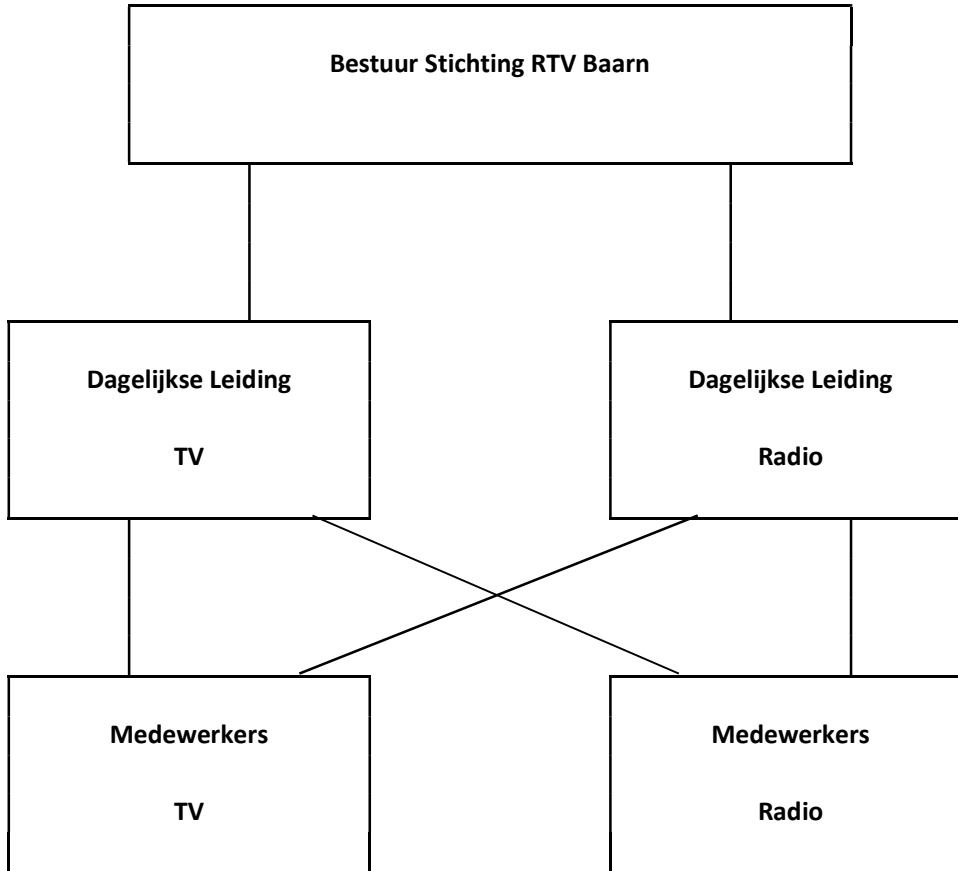 Bestuur Stichting RTV Baarn
Dagelijkse Leiding
TV
Dagelijkse Leiding
Radio
Medewerkers
TV
Medewerkers
Radio